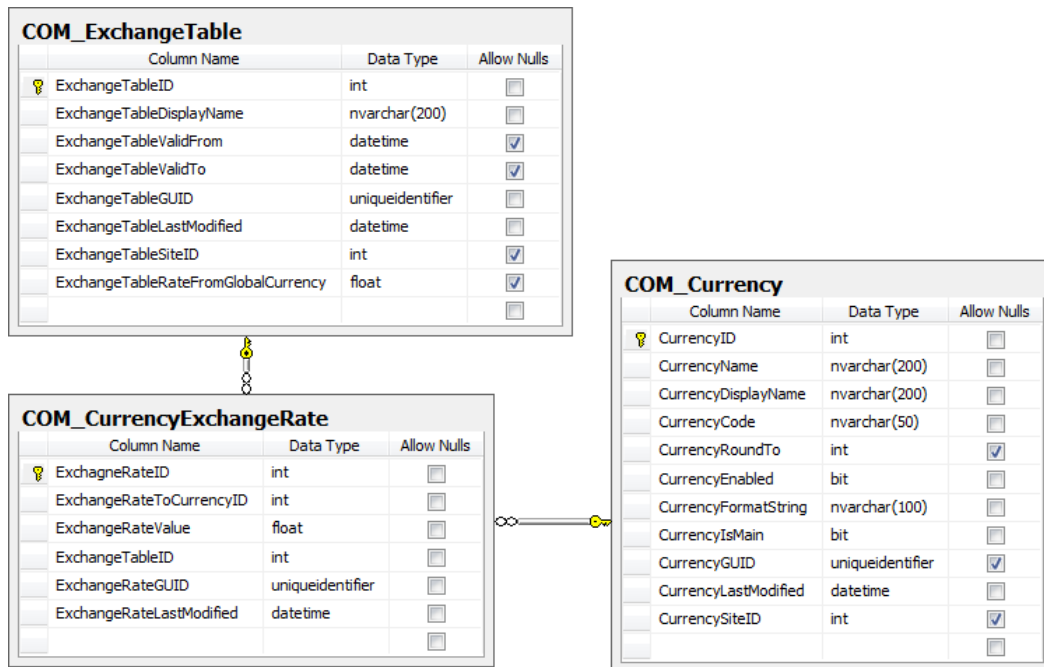 COM_ExchangeTable
Column Name Data Type Allow Nulls
ExchangeTableID int
ExchangeTableDisplayName nvarchar(200)
ExchangeTableValidFrom datetime
ExchangeTableValidTo datetime
ExchangeTableGUID uniqueidentifier
ExchangeTableLastModified datetime
ExchangeTableSiteID int
ExchangeTableRateFromGlobalCurrency float
COM_CurrencyExchangeRate
Column Name Data Type Allow Nulls
ExchagneRateID int
ExchangeRateToCurrencyID int
ExchangeRateValue float
ExchangeTableID int
ExchangeRateGUID uniqueidentifier
ExchangeRateLastModified datetime
COM_Currency
Column Name Data Type Allow Nulls
CurrencyID int
CurrencyName nvarchar(200)
CurrencyDisplayName nvarchar(200)
CurrencyCode nvarchar(50)
CurrencyRoundTo int
CurrencyEnabled bit
CurrencyFormatString nvarchar(100)
CurrencyIsMain bit
CurrencyGUID uniqueidentifier
CurrencyLastModified datetime
CurrencySiteID int